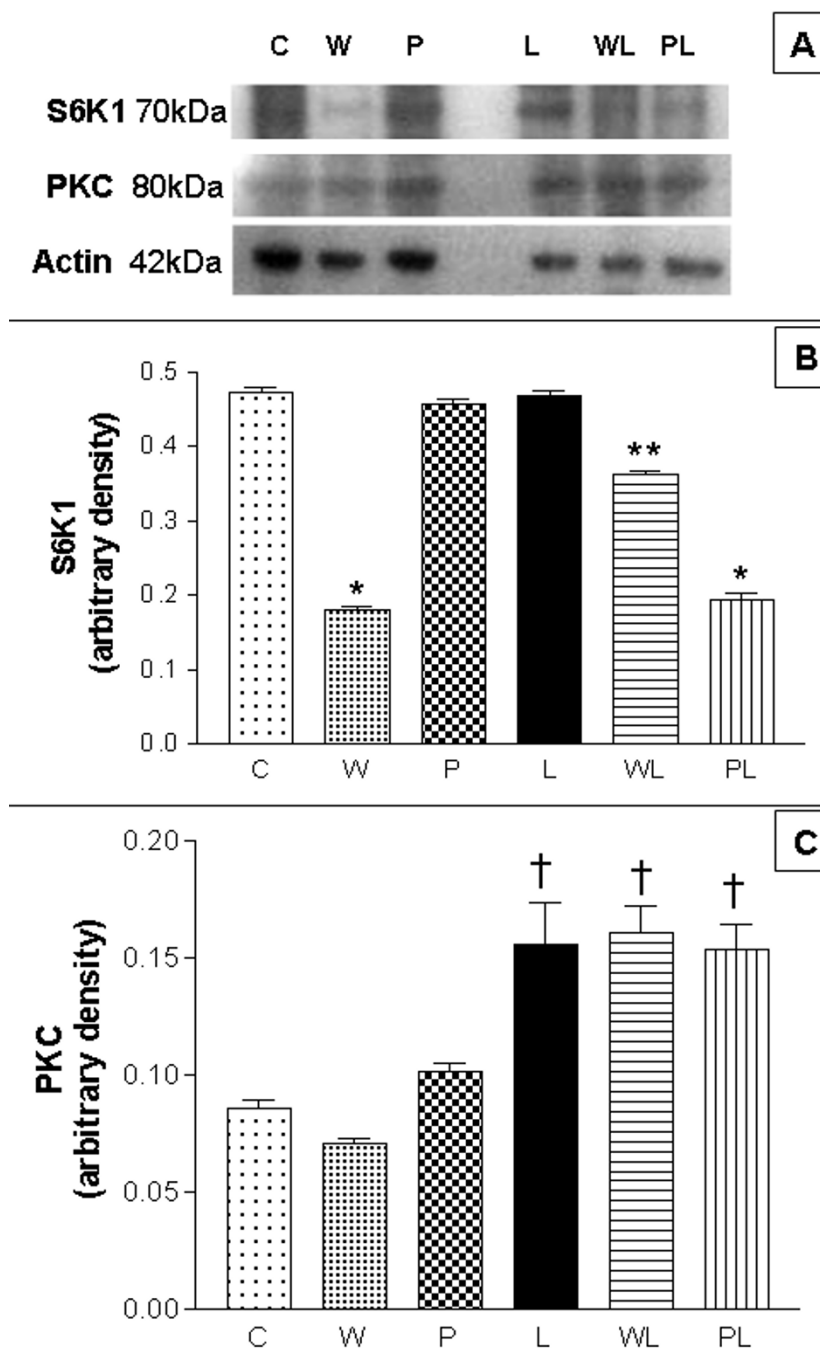 A
C W P L WL PL
S6K1 70kDa
PKC 80kDa
Actin 42kDa
B
S6K1
(arbitrary density)
0.5
0.4
0.3
0.2
0.1
0.0
* ** *
C W P L WL PL
C
PKC
(arbitrary density)
0.20
0.15
0.10
0.05
0.00
† † †
C W P L WL PL